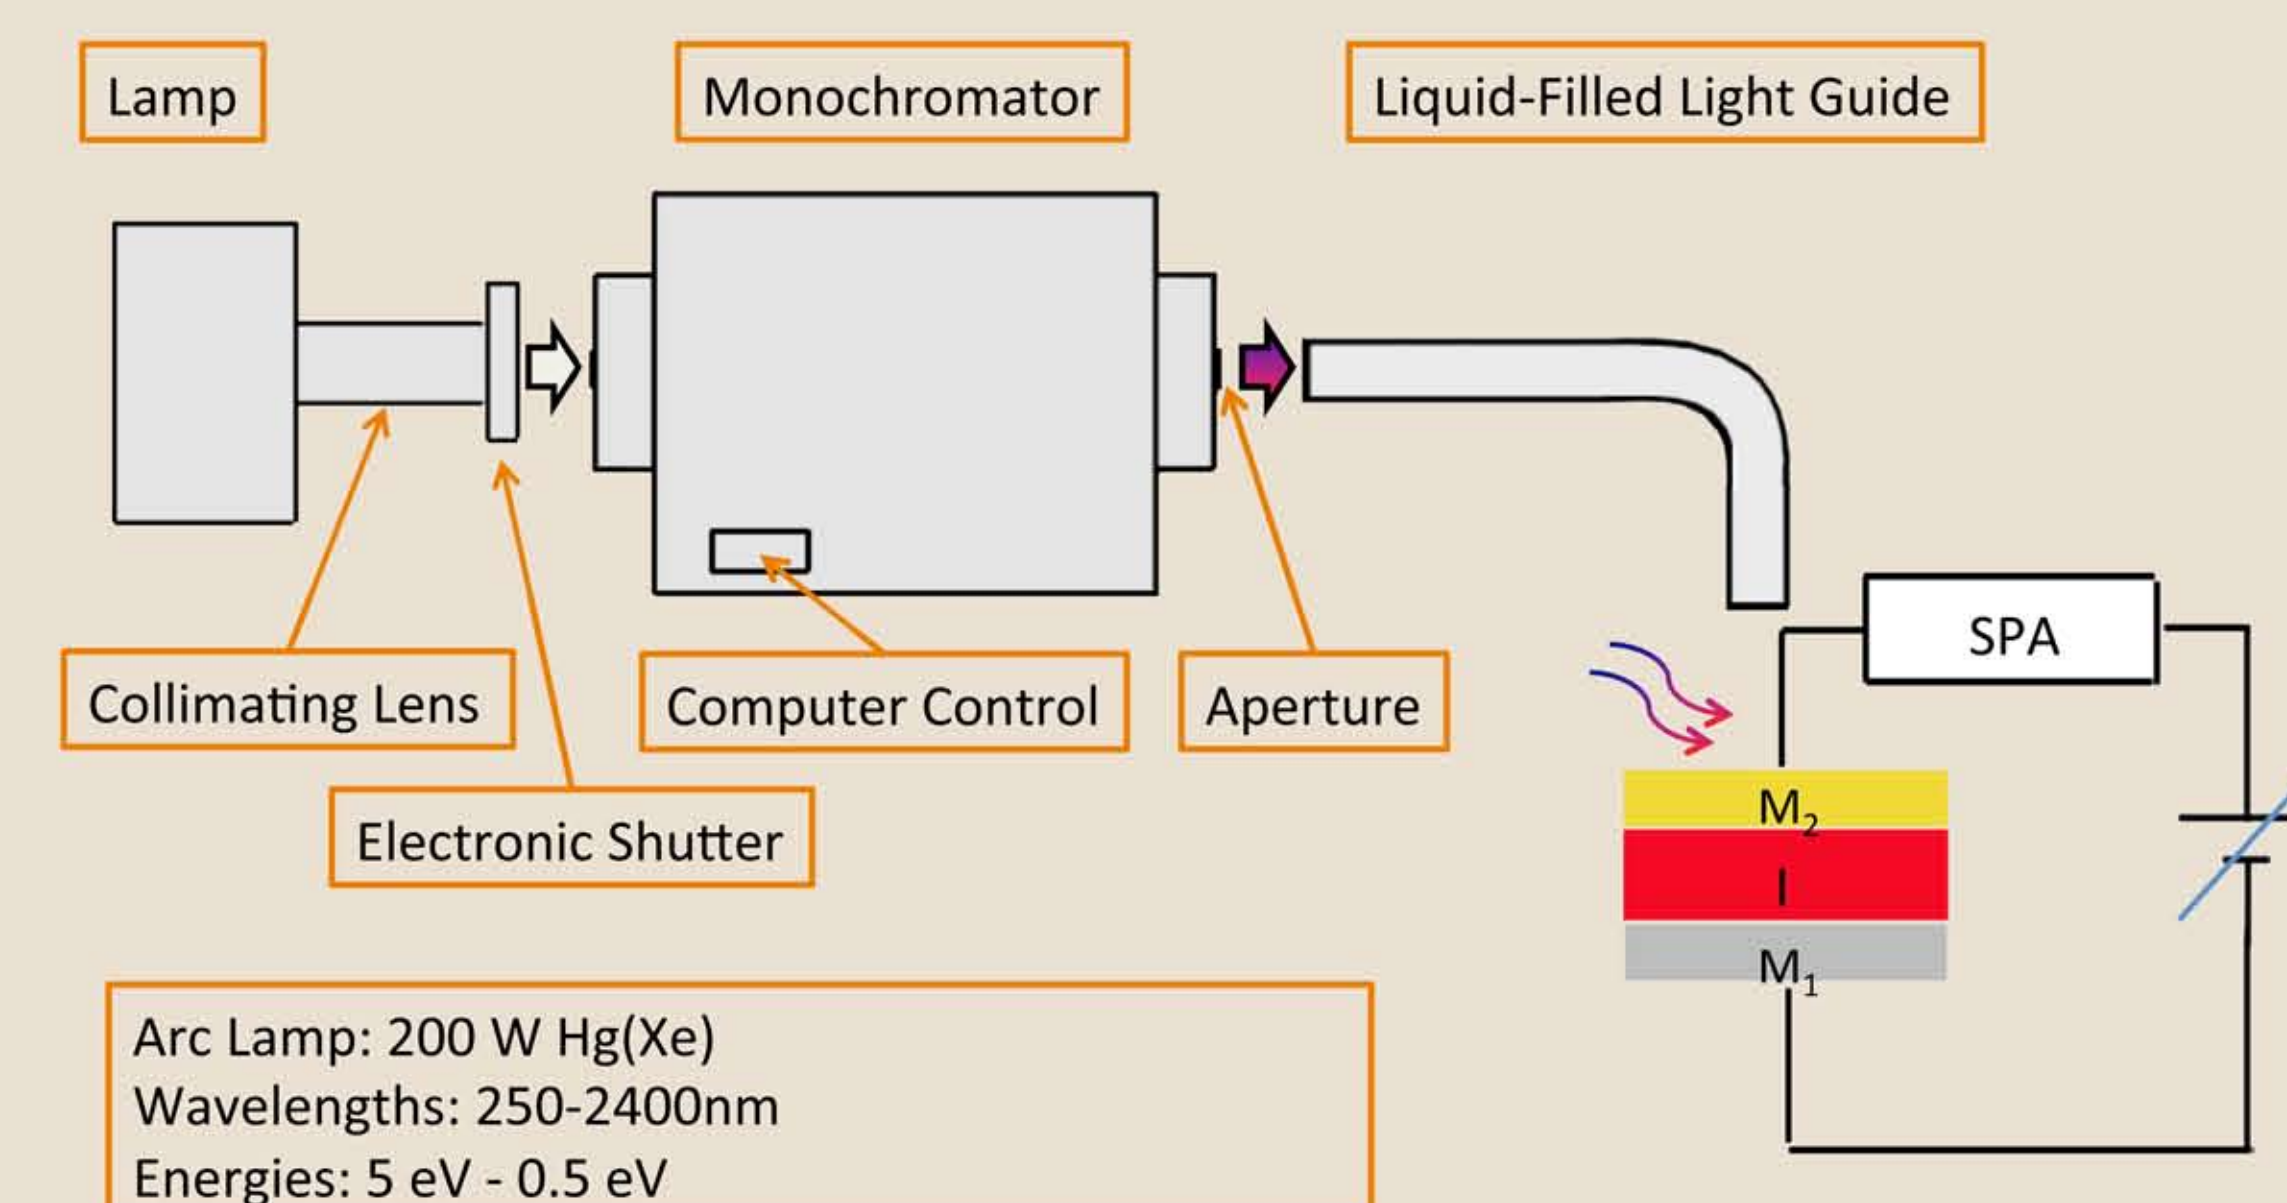 Lamp
Monochromator
Liquid-Filled Light Guide
SPA
Collimating Lens
Computer Control
Aperture
Electronic Shutter
M₂
I
M₁
Arc Lamp: 200 W Hg(Xe)
Wavelengths: 250-2400nm
Energies: 5 eV - 0.5 eV